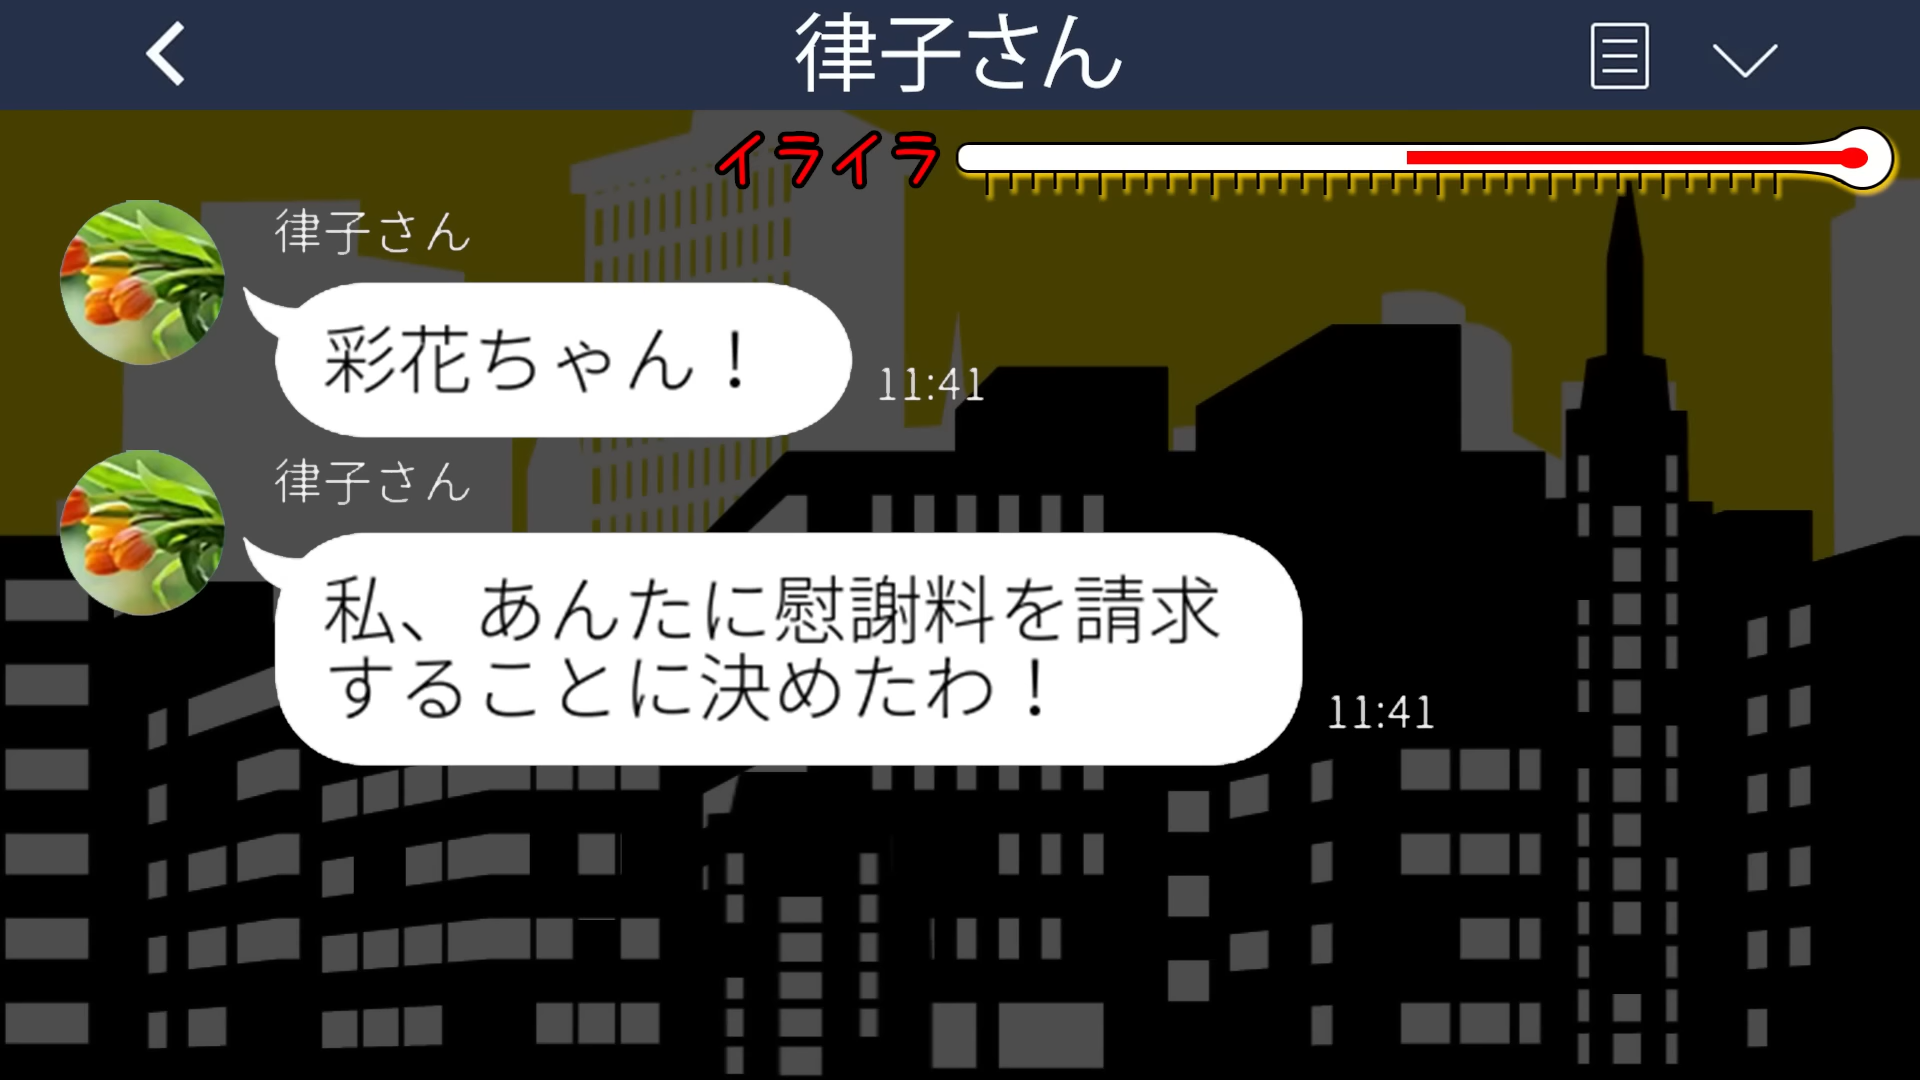 律子さん
イライラ
律子さん
彩花ちゃん！
11:41
律子さん
私、あんたに慰謝料を請求
することに決めたわ！
11:41